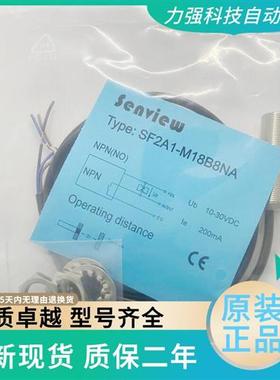 力强科技自动
Senview
Type: SF2A1-M18B8NA
NPN(NO)
NPN
Ub 10-30VDC
Ie 200mA
Operating distance
CE
5天内无理由退换货
原装
正品
质卓越 型号齐全
新现货 质保二年